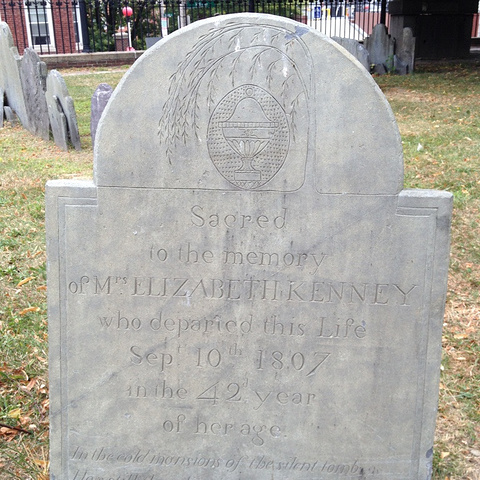 Sacred
to the memory
of Mrs ELIZABETH KENNEY
who departed this Life
Sept 10th 1807
in the 42d year
of her age.
In the cold mansions of the silent tomb